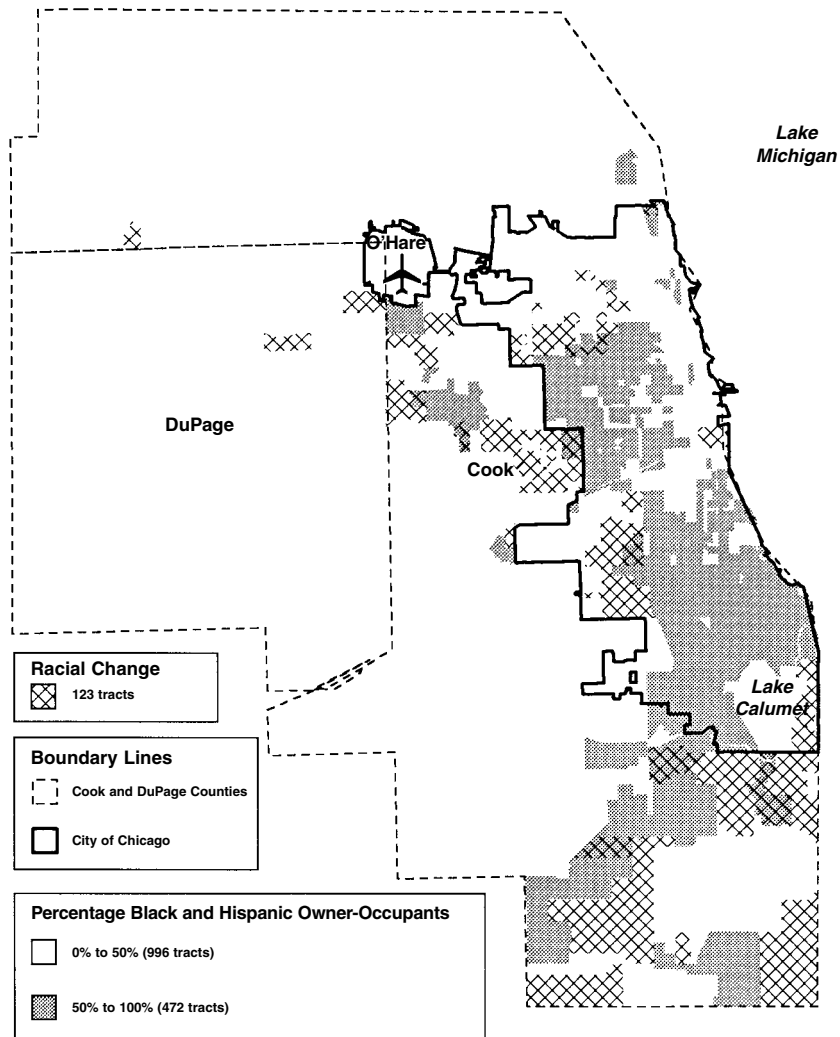 Lake
Michigan
O'Hare
DuPage
Cook
Lake
Calumet
Racial Change
123 tracts
Boundary Lines
Cook and DuPage Counties
City of Chicago
Percentage Black and Hispanic Owner-Occupants
0% to 50% (996 tracts)
50% to 100% (472 tracts)